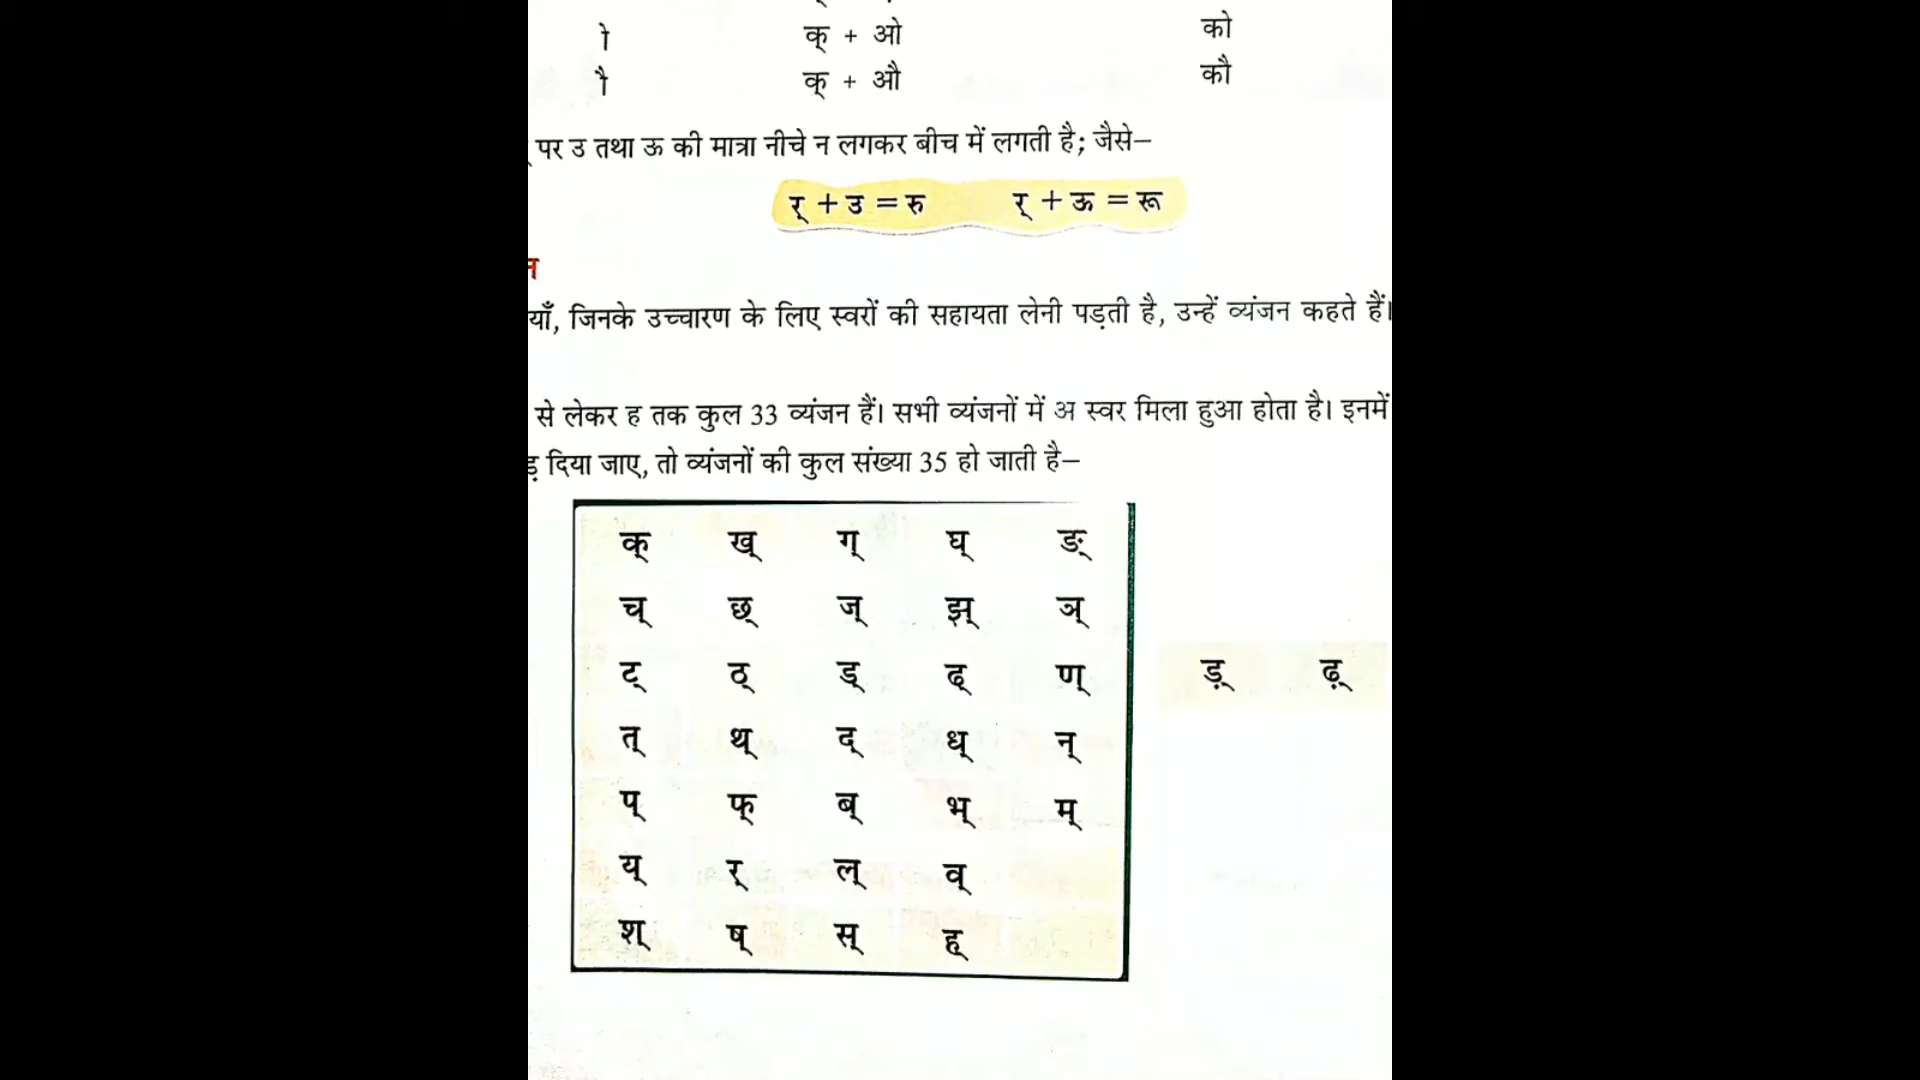 ो क् + ओ को
ौ क् + औ कौ
पर उ तथा ऊ की मात्रा नीचे न लगकर बीच में लगती है; जैसे–
र् + उ = रु र् + ऊ = रू
जिनके उच्चारण के लिए स्वरों की सहायता लेनी पड़ती है, उन्हें व्यंजन कहते हैं।
से लेकर ह तक कुल 33 व्यंजन हैं। सभी व्यंजनों में अ स्वर मिला हुआ होता है। इनमें
दिया जाए, तो व्यंजनों की कुल संख्या 35 हो जाती है–
क् ख् ग् घ् ङ्
च् छ् ज् झ् ञ्
ट् ठ् ड् ढ् ण् ड़् ढ़्
त् थ् द् ध् न्
प् फ् ब् भ् म्
य् र् ल् व्
श् ष् स् ह्